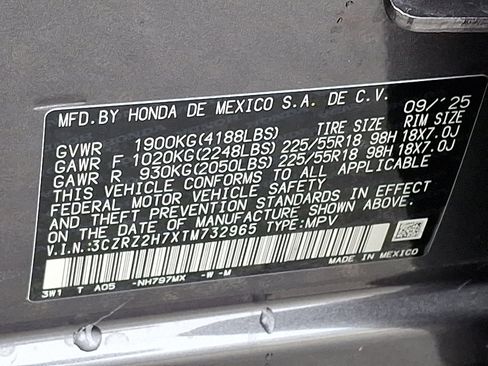 MFD.BY HONDA DE MEXICO S.A. DE C.V. 09/'25
GVWR 1900KG(4188LBS) TIRE SIZE RIM SIZE
GAWR F 1020KG(2248LBS) 225/55R18 98H 18X7.0J
GAWR R 930KG(2050LBS) 225/55R18 98H 18X7.0J
THIS VEHICLE CONFORMS TO ALL APPLICABLE
FEDERAL MOTOR VEHICLE SAFETY
AND THEFT PREVENTION STANDARDS IN EFFECT
ON THE DATE OF MANUFACTURE SHOWN ABOVE.
V.I.N.:3CZRZ2H7XTM732965 TYPE:MPV
3W1 T A05 -NH797MX -W -M MADE IN MEXICO